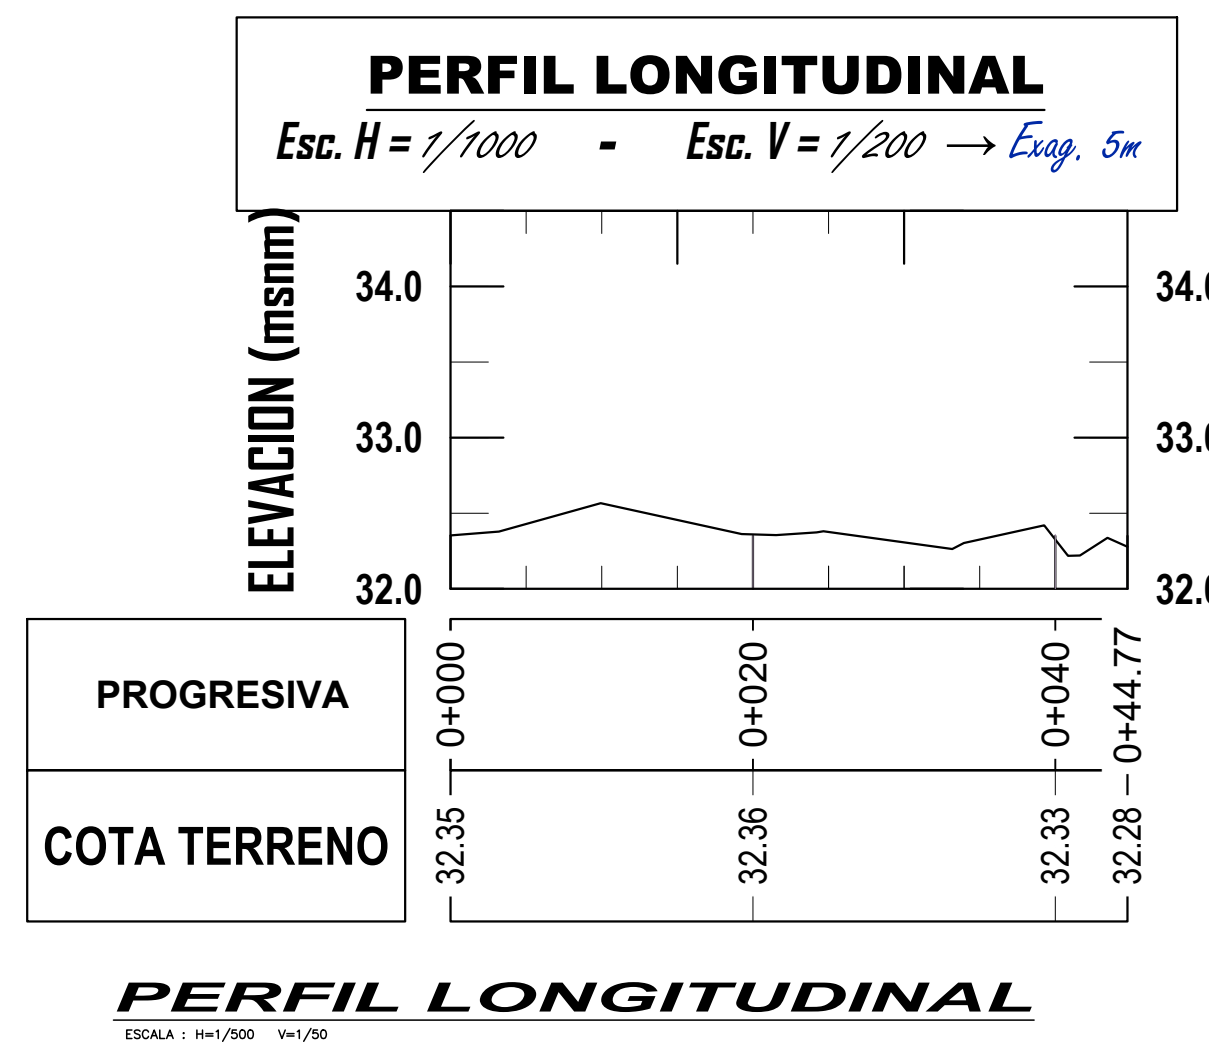 PERFIL LONGITUDINAL
Esc. H = 1/1000 - Esc. V = 1/200 → Exag. 5m
ELEVACION (msnm)
34.0 34.0
33.0 33.0
32.0 32.0
PROGRESIVA 0+000 0+020 0+040 0+44.77
COTA TERRENO 32.35 32.36 32.33 32.28
PERFIL LONGITUDINAL
ESCALA : H=1/500 V=1/50